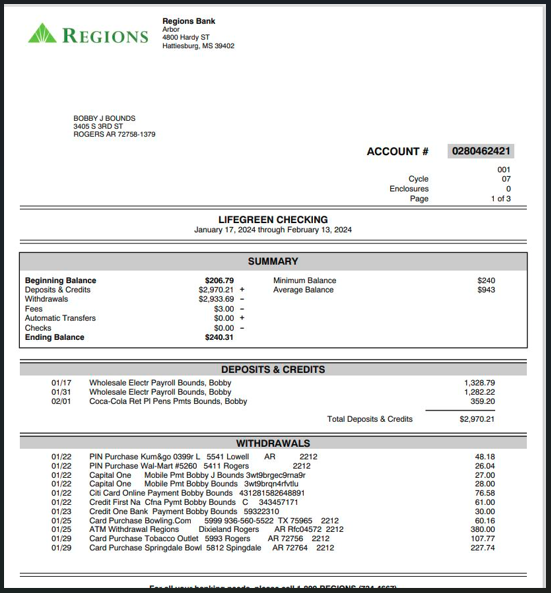 REGIONS
Regions Bank
Arbor
4800 Hardy ST
Hattiesburg, MS 39402
BOBBY J BOUNDS
3405 S 3RD ST
ROGERS AR 72758-1379
ACCOUNT # 0280462421
001
Cycle 07
Enclosures 0
Page 1 of 3
LIFEGREEN CHECKING
January 17, 2024 through February 13, 2024
SUMMARY
Beginning Balance $206.79 Minimum Balance $240
Deposits & Credits $2,970.21 + Average Balance $943
Withdrawals $2,933.69 –
Fees $3.00 –
Automatic Transfers $0.00 +
Checks $0.00 –
Ending Balance $240.31
DEPOSITS & CREDITS
01/17 Wholesale Electr Payroll Bounds, Bobby 1,328.79
01/31 Wholesale Electr Payroll Bounds, Bobby 1,282.22
02/01 Coca-Cola Ret Pl Pens Pmts Bounds, Bobby 359.20
Total Deposits & Credits $2,970.21
WITHDRAWALS
01/22 PIN Purchase Kum&go 0399r L 5541 Lowell AR 2212 48.18
01/22 PIN Purchase Wal-Mart #5260 5411 Rogers 2212 26.04
01/22 Capital One Mobile Pmt Bobby J Bounds 3wt9brgec9rna9r 27.00
01/22 Capital One Mobile Pmt Bobby Bounds 3wt9brqn4rfvtlu 28.00
01/22 Citi Card Online Payment Bobby Bounds 431281582648891 76.58
01/22 Credit First Na Cfna Pymt Bobby Bounds C 343457171 61.00
01/23 Credit One Bank Payment Bobby Bounds 59322310 30.00
01/25 Card Purchase Bowling.Com 5999 936-560-5522 TX 75965 2212 60.16
01/25 ATM Withdrawal Regions Dixieland Rogers AR Rfc04572 2212 380.00
01/29 Card Purchase Tobacco Outlet 5993 Rogers AR 72756 2212 107.77
01/29 Card Purchase Springdale Bowl 5812 Spingdale AR 72764 2212 227.74
For all your banking needs, please call 1-800-REGIONS (734-4667)